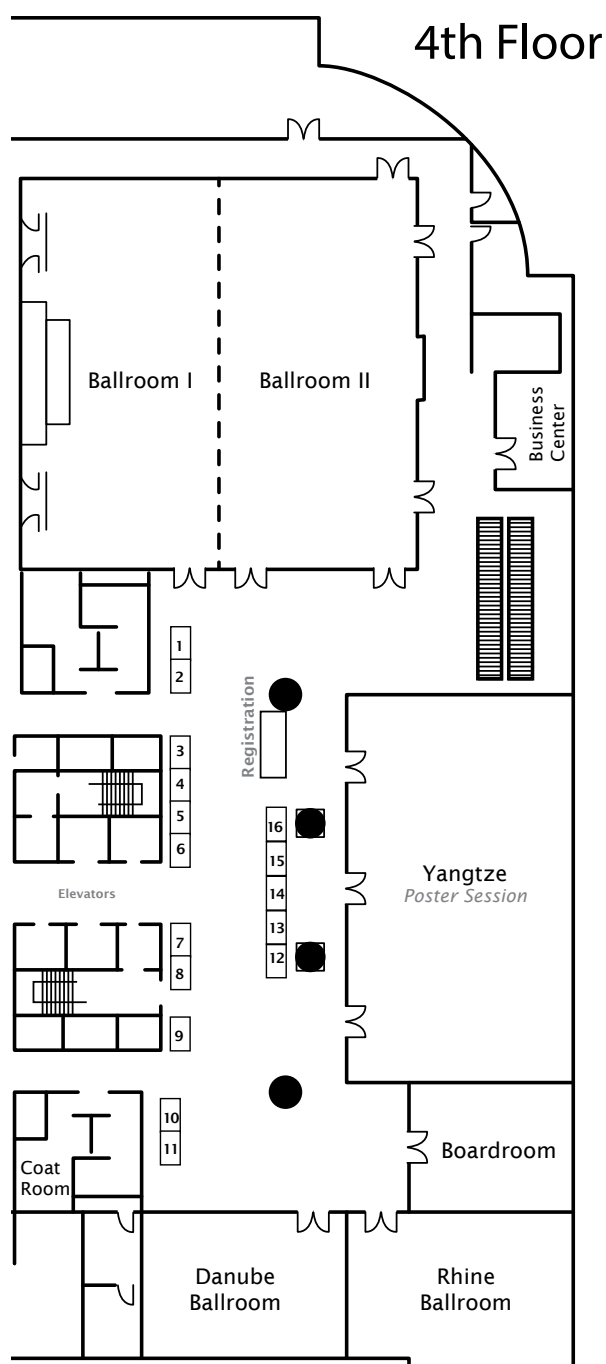 4th Floor
Ballroom I
Ballroom II
Business
Center
1
2
Registration
3
4
5
6
16
15
14
13
12
Yangtze
Poster Session
Elevators
7
8
9
10
11
Boardroom
Coat
Room
Danube
Ballroom
Rhine
Ballroom